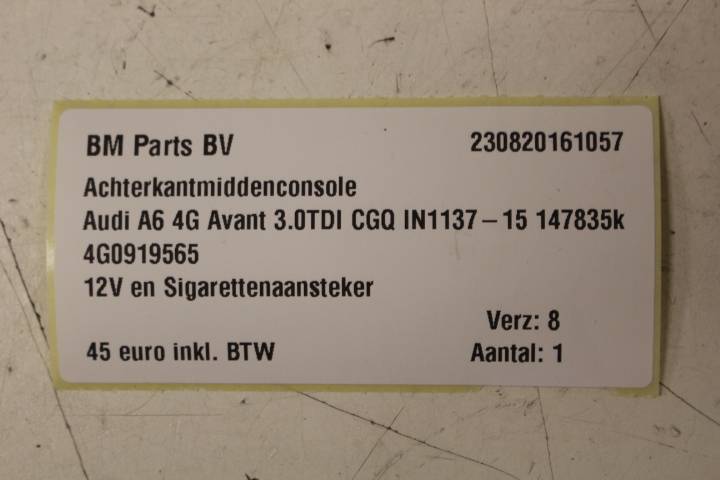 BM Parts BV 230820161057
Achterkantmiddenconsole
Audi A6 4G Avant 3.0TDI CGQ IN1137-15 147835k
4G0919565
12V en Sigarettenaansteker
Verz: 8
45 euro inkl. BTW Aantal: 1